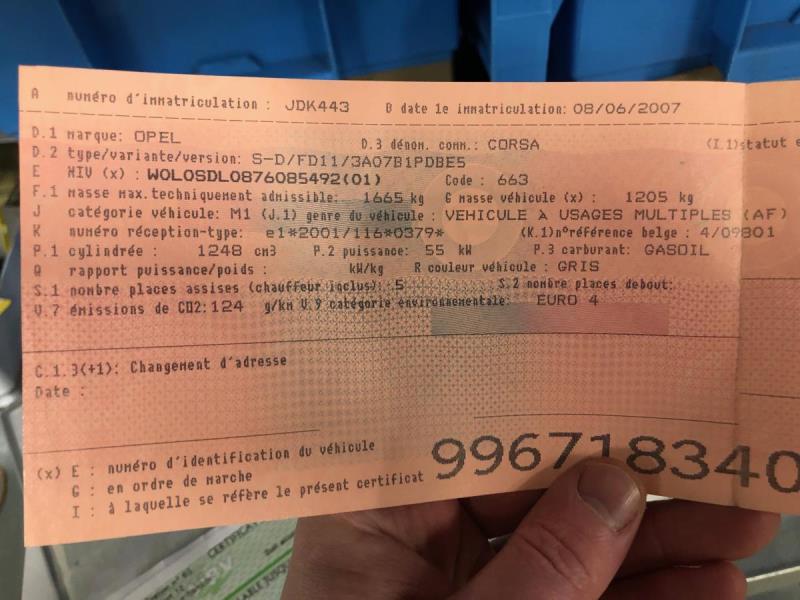 A numéro d'immatriculation : JDK443 B date 1e immatriculation: 08/06/2007
D.1 marque: OPEL D.3 dénom. comm.: CORSA (I.1)statut e
D.2 type/variante/version: S-D/FD11/3A07B1PDBE5
E NIV (x) : WOLOSDL0876085492(01) Code : 663
F.1 masse max.techniquement admissible: 1665 kg G masse véhicule (x) : 1205 kg
J catégorie véhicule: M1 (J.1) genre du véhicule : VEHICULE A USAGES MULTIPLES (AF)
K numéro réception-type: e1*2001/116*0379* (K.1)n°référence belge : 4/09801
P.1 cylindrée : 1248 cm3 P.2 puissance: 55 kW P.3 carburant: GASOIL
Q rapport puissance/poids : kW/kg R couleur véhicule : GRIS
S.1 nombre places assises (chauffeur inclus): 5 S.2 nombre places debout:
V.7 émissions de CO2: 124 g/km V.9 catégorie environnementale: EURO 4
C.1.3(+1): Changement d'adresse
Date :
(x) E : numéro d'identification du véhicule
G : en ordre de marche
I : à laquelle se réfère le présent certificat
996718340
CERTIFICAT